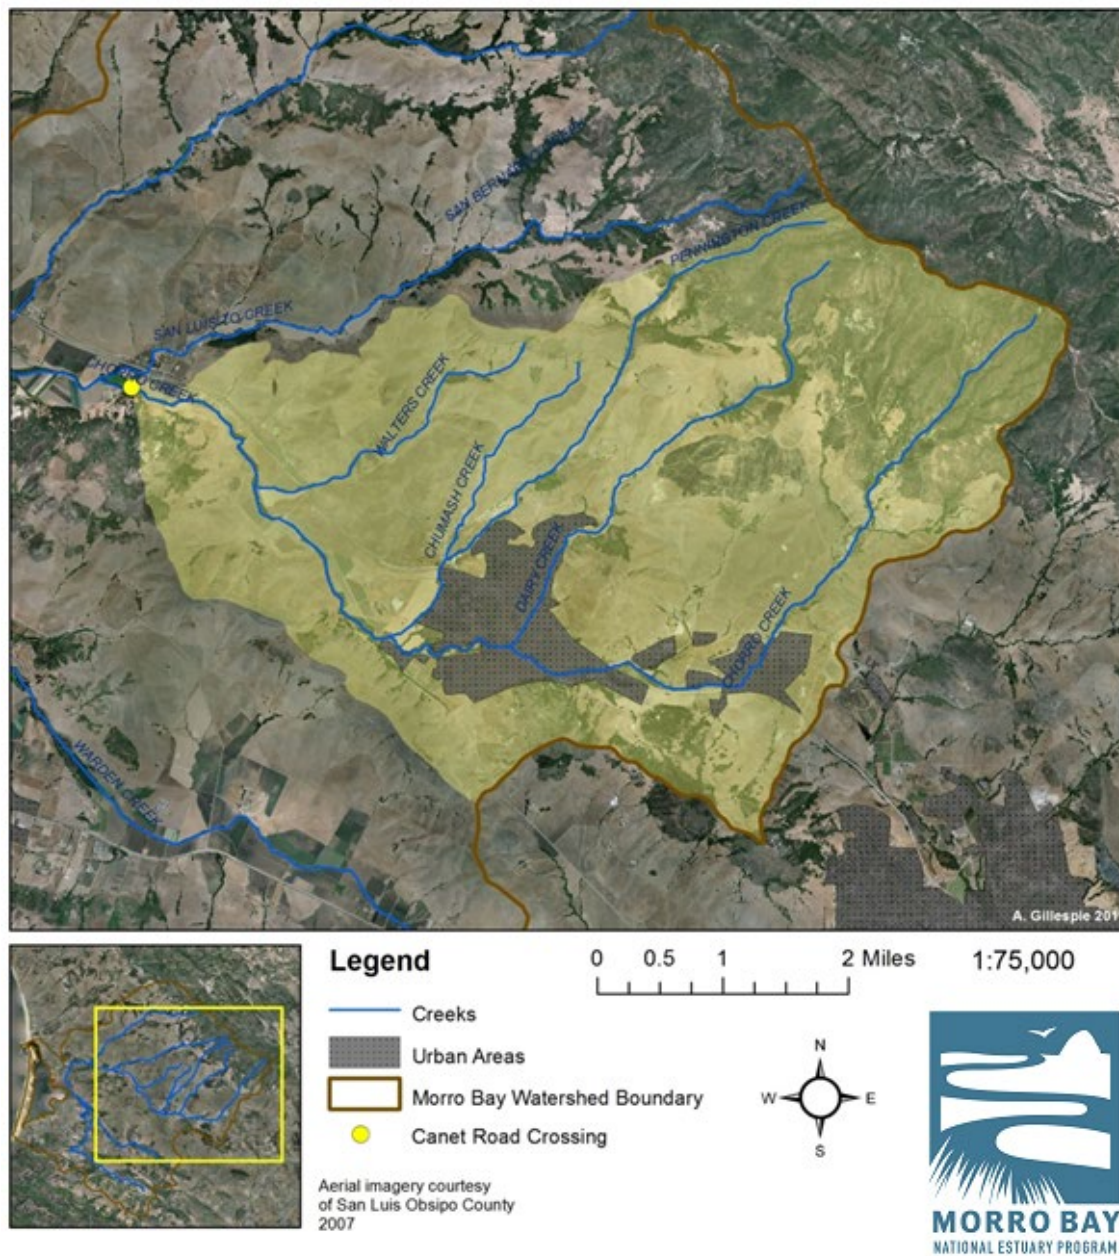 SAN BERNARDO CREEK
PENNINGTON CREEK
SAN LUISITO CREEK
CHORRO CREEK
WALTERS CREEK
CHUMASH CREEK
DAIRY CREEK
CHORRO CREEK
WARDEN CREEK
A. Gillespie 201
Legend
Creeks
Urban Areas
Morro Bay Watershed Boundary
Canet Road Crossing
Aerial imagery courtesy
of San Luis Obsipo County
2007
0 0.5 1 2 Miles
1:75,000
N
W E
S
MORRO BAY
NATIONAL ESTUARY PROGRAM